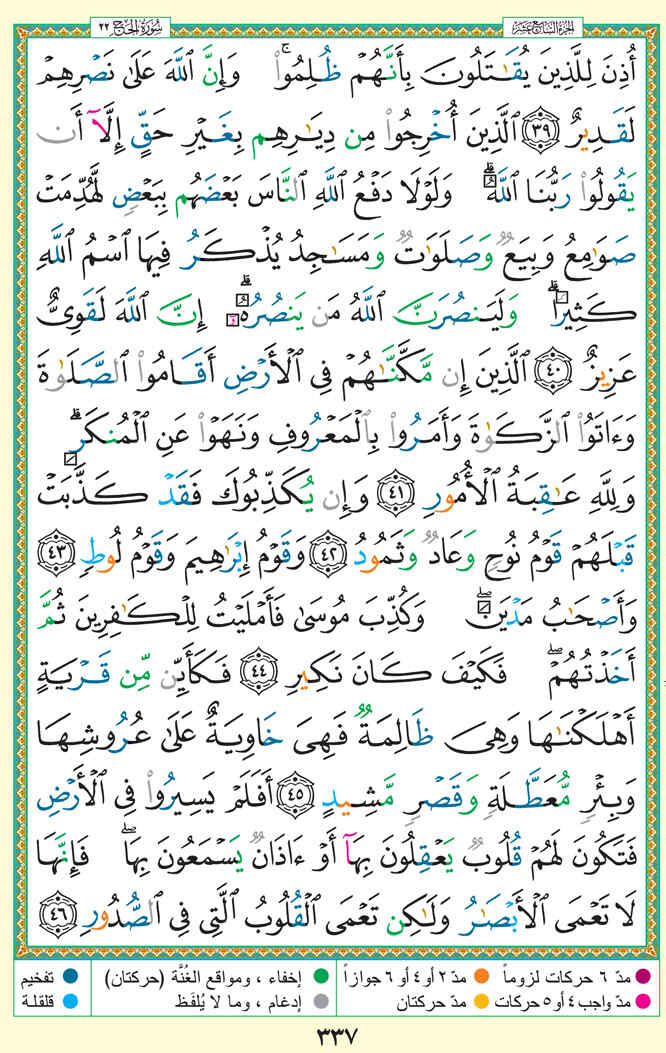 سُورَةُ الحَجِّ ٢٢ الجزء السابع عشر
أُذِنَ لِلَّذِينَ يُقَٰتَلُونَ بِأَنَّهُمْ ظُلِمُوا۟ ۚ وَإِنَّ ٱللَّهَ عَلَىٰ نَصْرِهِمْ
لَقَدِيرٌ ﴿٣٩﴾ ٱلَّذِينَ أُخْرِجُوا۟ مِن دِيَٰرِهِم بِغَيْرِ حَقٍّ إِلَّآ أَن
يَقُولُوا۟ رَبُّنَا ٱللَّهُ ۗ وَلَوْلَا دَفْعُ ٱللَّهِ ٱلنَّاسَ بَعْضَهُم بِبَعْضٍ لَّهُدِّمَتْ
صَوَٰمِعُ وَبِيَعٌ وَصَلَوَٰتٌ وَمَسَٰجِدُ يُذْكَرُ فِيهَا ٱسْمُ ٱللَّهِ
كَثِيرًا ۗ وَلَيَنصُرَنَّ ٱللَّهُ مَن يَنصُرُهُۥٓ ۗ إِنَّ ٱللَّهَ لَقَوِىٌّ
عَزِيزٌ ﴿٤٠﴾ ٱلَّذِينَ إِن مَّكَّنَّٰهُمْ فِى ٱلْأَرْضِ أَقَامُوا۟ ٱلصَّلَوٰةَ
وَءَاتَوُا۟ ٱلزَّكَوٰةَ وَأَمَرُوا۟ بِٱلْمَعْرُوفِ وَنَهَوْا۟ عَنِ ٱلْمُنكَرِ ۗ
وَلِلَّهِ عَٰقِبَةُ ٱلْأُمُورِ ﴿٤١﴾ وَإِن يُكَذِّبُوكَ فَقَدْ كَذَّبَتْ
قَبْلَهُمْ قَوْمُ نُوحٍ وَعَادٌ وَثَمُودُ ﴿٤٢﴾ وَقَوْمُ إِبْرَٰهِيمَ وَقَوْمُ لُوطٍ ﴿٤٣﴾
وَأَصْحَٰبُ مَدْيَنَ ۖ وَكُذِّبَ مُوسَىٰ فَأَمْلَيْتُ لِلْكَٰفِرِينَ ثُمَّ
أَخَذْتُهُمْ ۖ فَكَيْفَ كَانَ نَكِيرِ ﴿٤٤﴾ فَكَأَيِّن مِّن قَرْيَةٍ
أَهْلَكْنَٰهَا وَهِىَ ظَالِمَةٌ فَهِىَ خَاوِيَةٌ عَلَىٰ عُرُوشِهَا
وَبِئْرٍ مُّعَطَّلَةٍ وَقَصْرٍ مَّشِيدٍ ﴿٤٥﴾ أَفَلَمْ يَسِيرُوا۟ فِى ٱلْأَرْضِ
فَتَكُونَ لَهُمْ قُلُوبٌ يَعْقِلُونَ بِهَآ أَوْ ءَاذَانٌ يَسْمَعُونَ بِهَا ۖ فَإِنَّهَا
لَا تَعْمَى ٱلْأَبْصَٰرُ وَلَٰكِن تَعْمَى ٱلْقُلُوبُ ٱلَّتِى فِى ٱلصُّدُورِ ﴿٤٦﴾
مدّ ٦ حركات لزوماً مدّ ٢ أو ٤ أو ٦ جوازاً إخفاء ، ومواقع الغُنَّة (حركتان) تفخيم
مدّ واجب ٤ أو ٥ حركات مدّ حركتان إدغام ، وما لا يُلفَظ قلقلة
٣٣٧